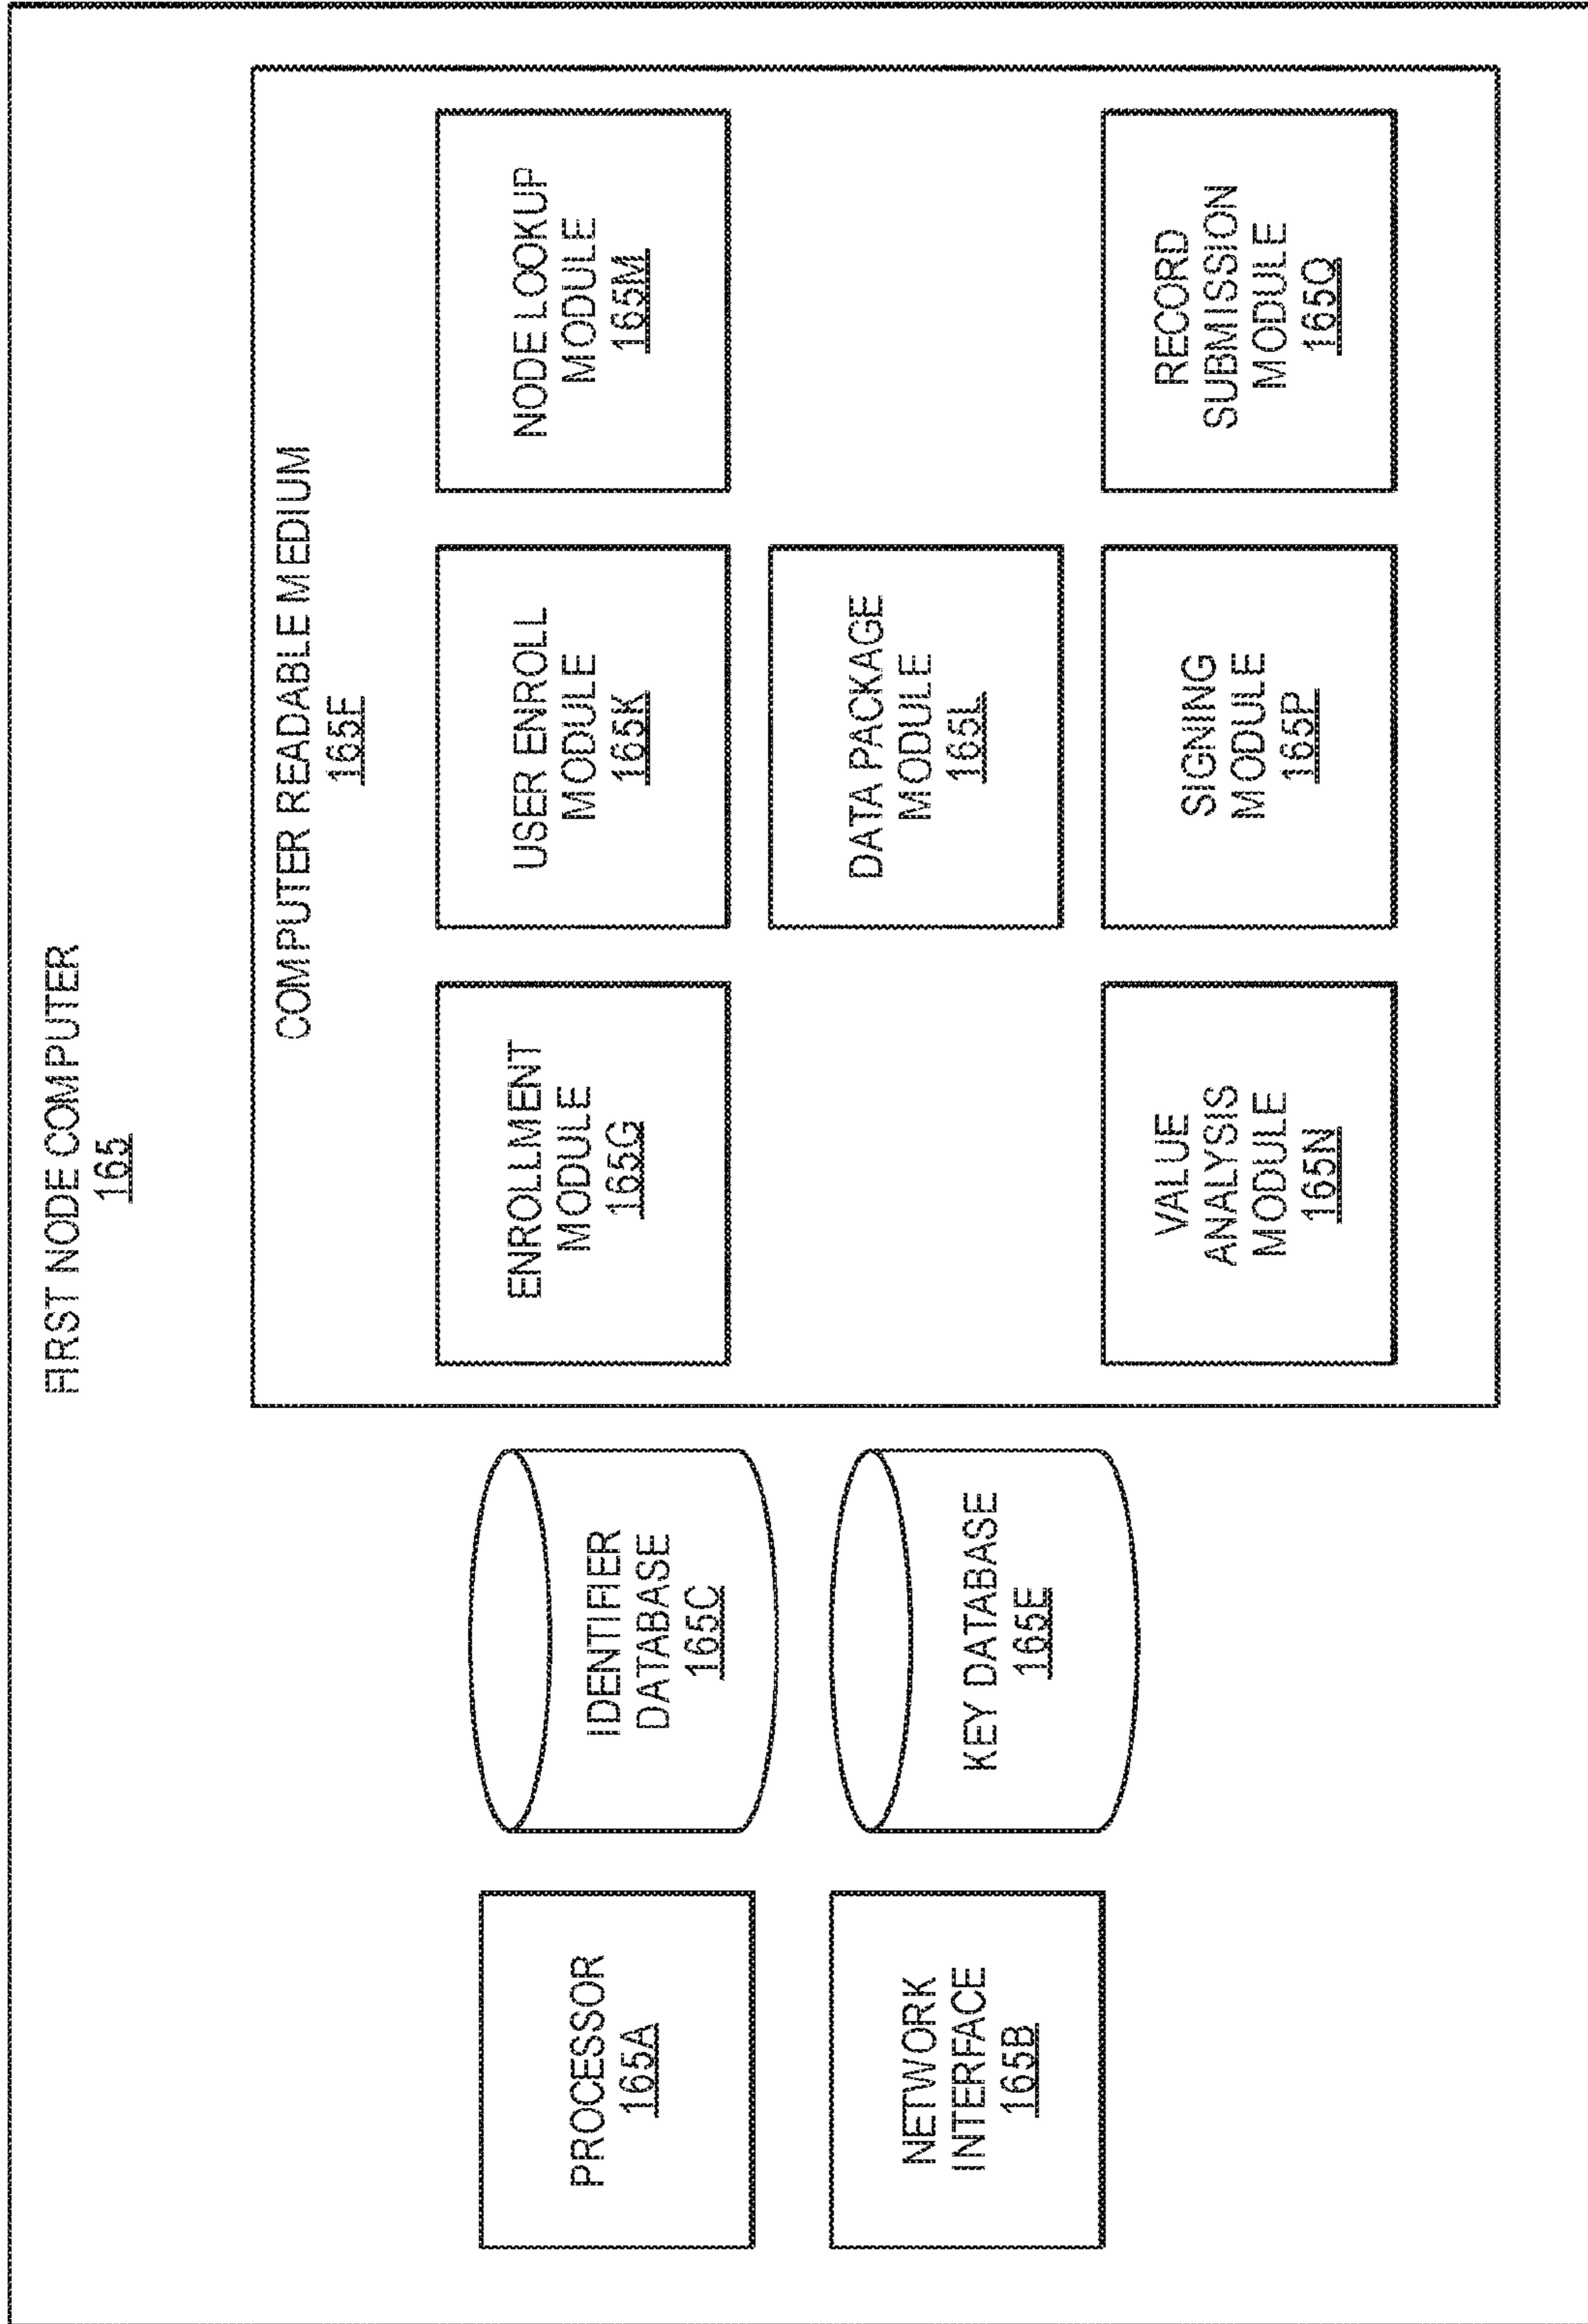 FIRST NODE COMPUTER
165
PROCESSOR
165A
NETWORK
INTERFACE
165B
IDENTIFIER
DATABASE
165C
KEY DATABASE
165E
COMPUTER READABLE MEDIUM
165F
ENROLLMENT
MODULE
165G
USER ENROLL
MODULE
165K
NODE LOOKUP
MODULE
165M
DATA PACKAGE
MODULE
165L
VALUE
ANALYSIS
MODULE
165N
SIGNING
MODULE
165P
RECORD
SUBMISSION
MODULE
165Q